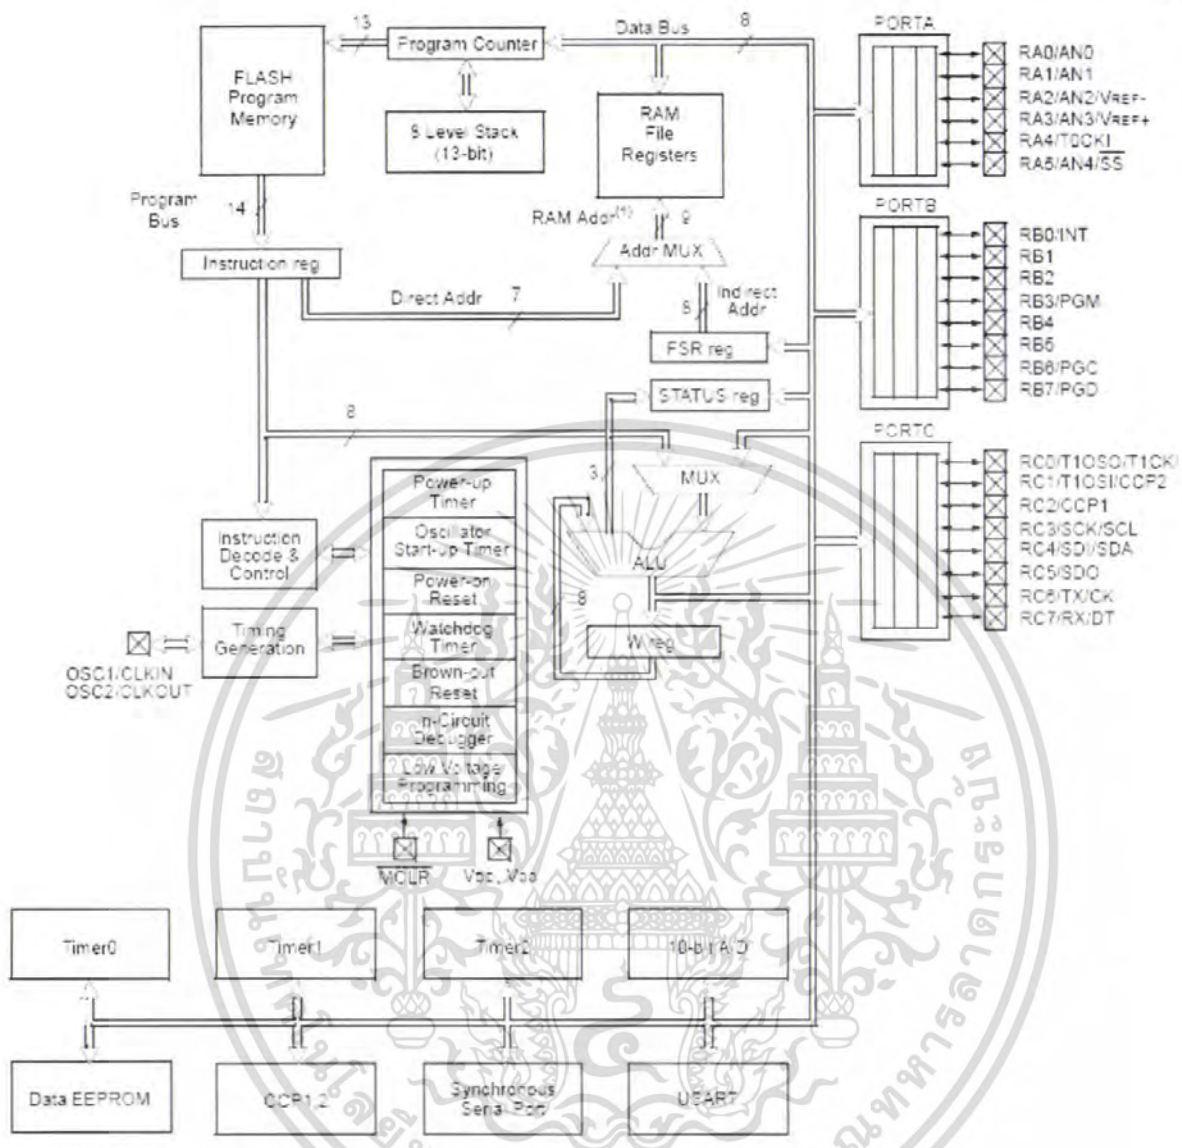 13
Program Counter
Data Bus
8
PORTA
FLASH
Program
Memory
8 Level Stack
(13-bit)
RAM
File
Registers
RA0/AN0
RA1/AN1
RA2/AN2/VREF-
RA3/AN3/VREF+
RA4/T0CKI
RA5/AN4/SS
Program
Bus
14
RAM Addr(1)
9
PORTB
Addr MUX
Instruction reg
Direct Addr
7
8
Indirect
Addr
FSR reg
STATUS reg
RB0/INT
RB1
RB2
RB3/PGM
RB4
RB5
RB6/PGC
RB7/PGD
8
3
MUX
PORTC
Power-up
Timer
Oscillator
Start-up Timer
Power-on
Reset
Watchdog
Timer
Brown-out
Reset
In-Circuit
Debugger
Low Voltage
Programming
Instruction
Decode &
Control
ALU
8
W reg
RC0/T1OSO/T1CKI
RC1/T1OSI/CCP2
RC2/CCP1
RC3/SCK/SCL
RC4/SDI/SDA
RC5/SDO
RC6/TX/CK
RC7/RX/DT
Timing
Generation
OSC1/CLKIN
OSC2/CLKOUT
MCLR
Timer0
Timer1
Timer2
10-bit A/D
Data EEPROM
CCP1,2
Synchronous
Serial Port
USART